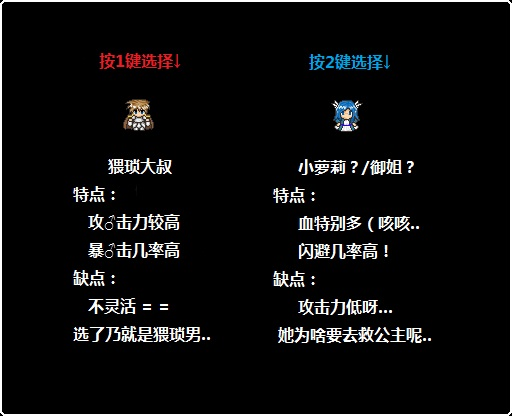 按1键选择↓
猥琐大叔
特点：
攻♂击力较高
暴♂击几率高
缺点：
不灵活 = =
选了乃就是猥琐男..
按2键选择↓
小萝莉？/御姐？
特点：
血特别多（咳咳..
闪避几率高！
缺点：
攻击力低呀...
她为啥要去救公主呢..